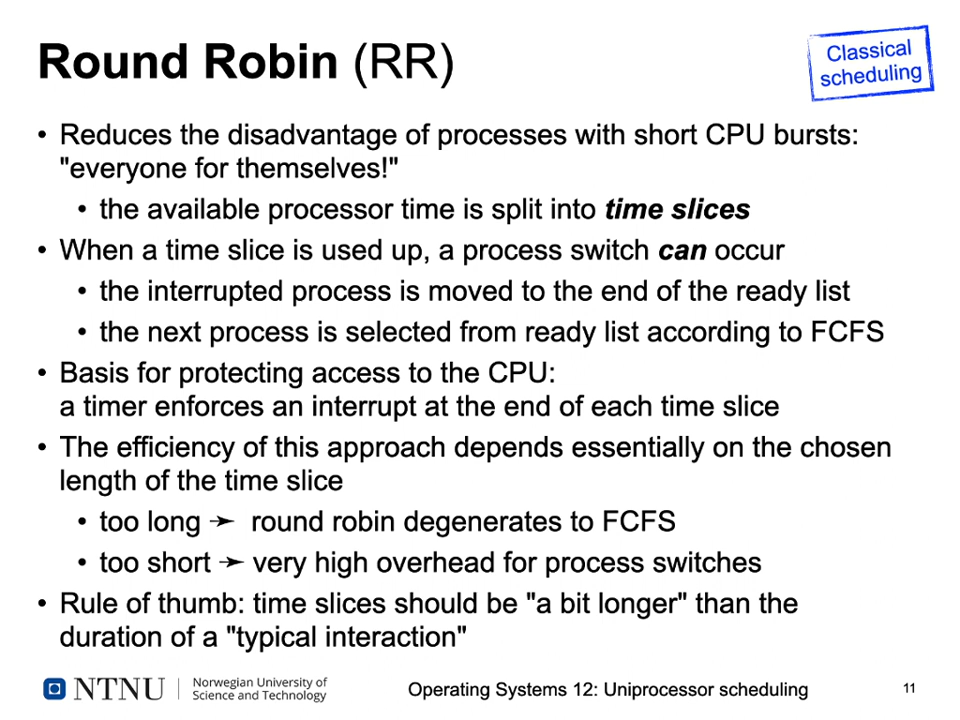 Round Robin (RR)
Classical
scheduling
• Reduces the disadvantage of processes with short CPU bursts:
"everyone for themselves!"
• the available processor time is split into time slices
• When a time slice is used up, a process switch can occur
• the interrupted process is moved to the end of the ready list
• the next process is selected from ready list according to FCFS
• Basis for protecting access to the CPU:
a timer enforces an interrupt at the end of each time slice
• The efficiency of this approach depends essentially on the chosen
length of the time slice
• too long ➛ round robin degenerates to FCFS
• too short ➛ very high overhead for process switches
• Rule of thumb: time slices should be "a bit longer" than the
duration of a "typical interaction"
NTNU
Norwegian University of
Science and Technology
Operating Systems 12: Uniprocessor scheduling
11